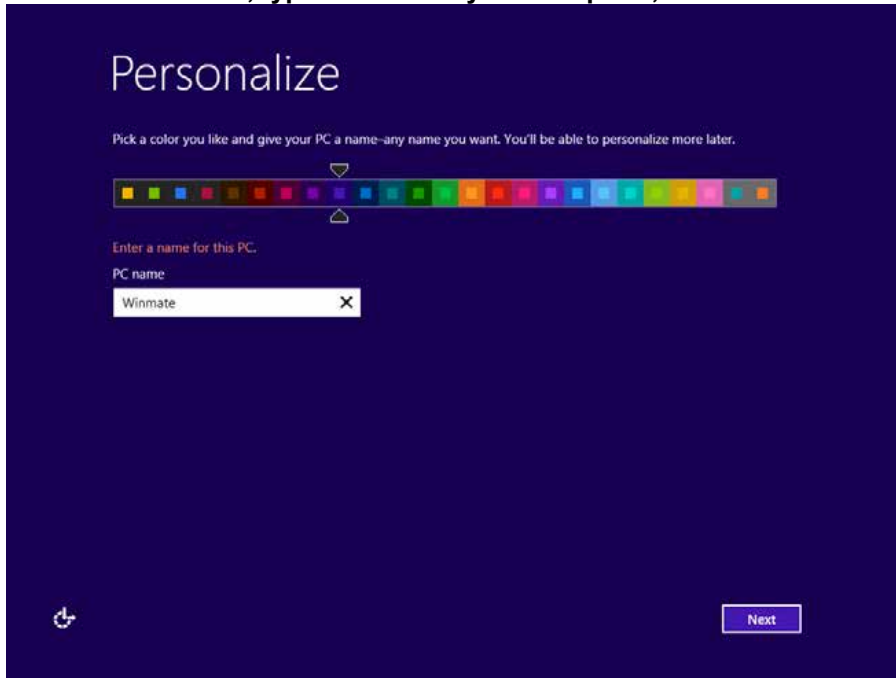 Personalize
Pick a color you like and give your PC a name–any name you want. You'll be able to personalize more later.
Enter a name for this PC.
PC name
Winmate
Next